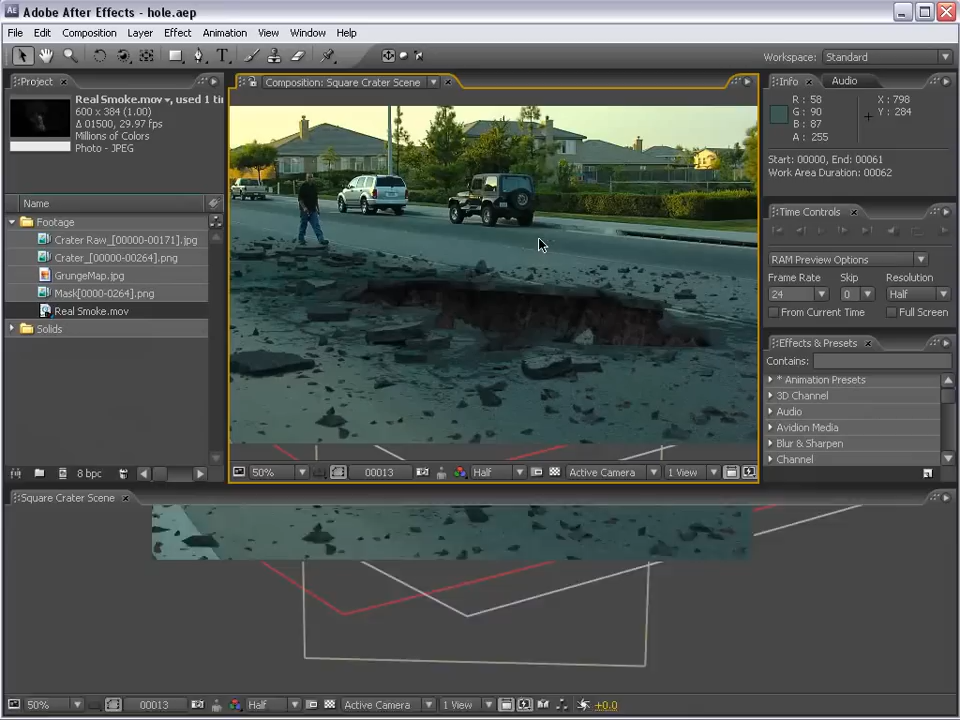 Adobe After Effects - hole.aep
File Edit Composition Layer Effect Animation View Window Help
Workspace: Standard
Project
Real Smoke.mov, used 1 ti
600 x 384 (1.00)
Δ 01500, 29.97 fps
Millions of Colors
Photo - JPEG
Name
Footage
Crater Raw_[00000-00171].jpg
Crater_[00000-00264].png
GrungeMap.jpg
Mask[0000-0264].png
Real Smoke.mov
Solids
8 bpc
Composition: Square Crater Scene
50% 00013 Half Active Camera 1 View
Info Audio
R: 58
G: 90
B: 87
A: 255
X: 798
Y: 284
Start: 00000, End: 00061
Work Area Duration: 00062
Time Controls
RAM Preview Options
Frame Rate Skip Resolution
24 0 Half
From Current Time Full Screen
Effects & Presets
Contains:
* Animation Presets
3D Channel
Audio
Avidion Media
Blur & Sharpen
Channel
Square Crater Scene
50% 00013 Half Active Camera 1 View +0.0